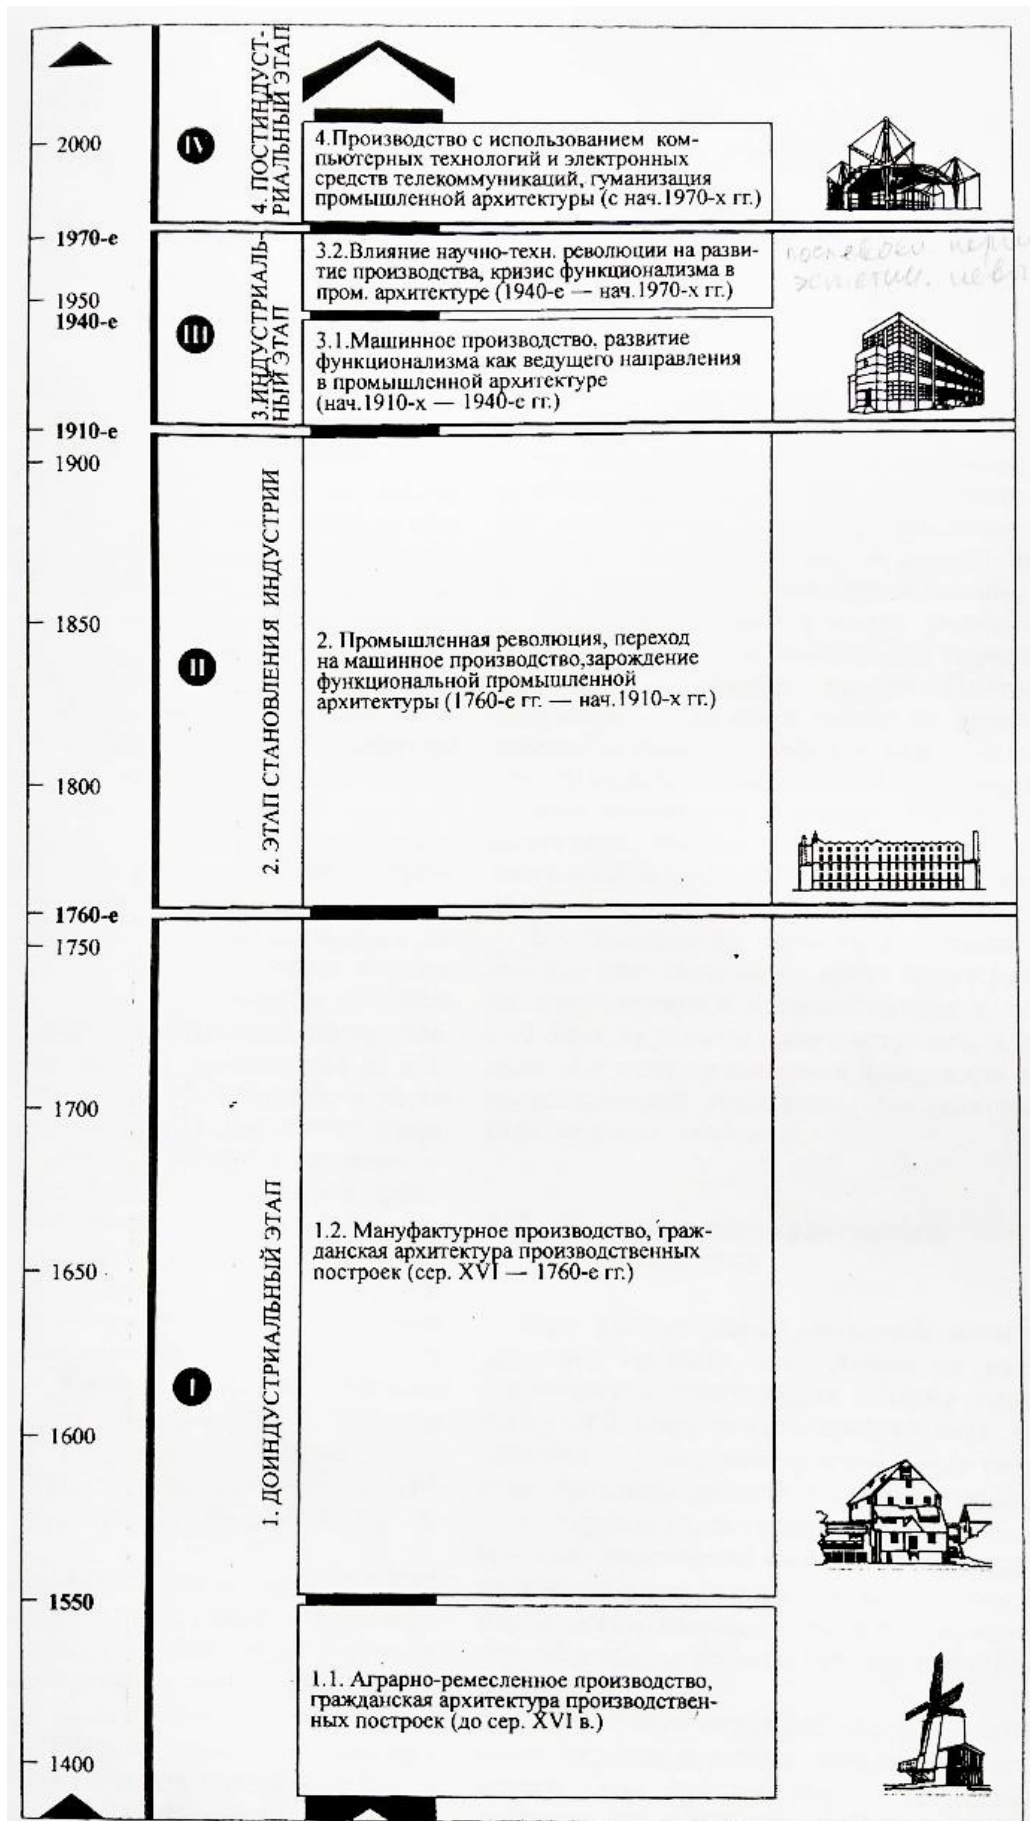 2000
1970-е
1950
1940-е
1910-е
1900
1850
1800
1760-е
1750
1700
1650
1600
1550
1400
IV
4. ПОСТИНДУСТ-
РИАЛЬНЫЙ ЭТАП
4.Производство с использованием ком-
пьютерных технологий и электронных
средств телекоммуникаций, гуманизация
промышленной архитектуры (с нач.1970-х гг.)
III
3.ИНДУСТРИАЛЬ-
НЫЙ ЭТАП
3.2.Влияние научно-техн. революции на разви-
тие производства, кризис функционализма в
пром. архитектуре (1940-е — нач.1970-х гг.)
3.1.Машинное производство, развитие
функционализма как ведущего направления
в промышленной архитектуре
(нач.1910-х — 1940-е гг.)
II
2. ЭТАП СТАНОВЛЕНИЯ ИНДУСТРИИ
2. Промышленная революция, переход
на машинное производство,зарождение
функциональной промышленной
архитектуры (1760-е гг. — нач.1910-х гг.)
I
1. ДОИНДУСТРИАЛЬНЫЙ ЭТАП
1.2. Мануфактурное производство, граж-
данская архитектура производственных
построек (сер. XVI — 1760-е гг.)
1.1. Аграрно-ремесленное производство,
гражданская архитектура производствен-
ных построек (до сер. XVI в.)